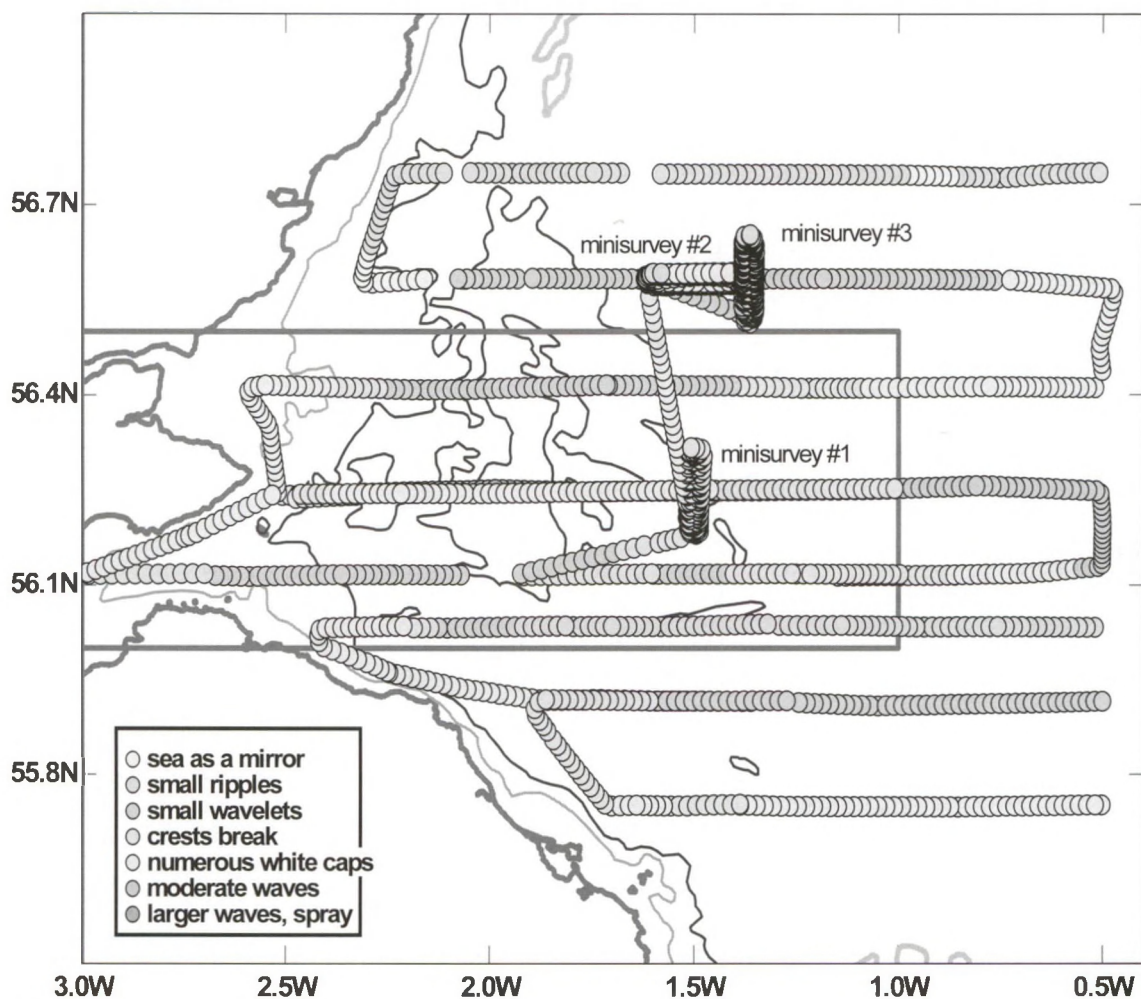 56.7N
minisurvey #2
minisurvey #3
56.4N
minisurvey #1
56.1N
55.8N
sea as a mirror
small ripples
small wavelets
crests break
numerous white caps
moderate waves
larger waves, spray
3.0W 2.5W 2.0W 1.5W 1.0W 0.5W